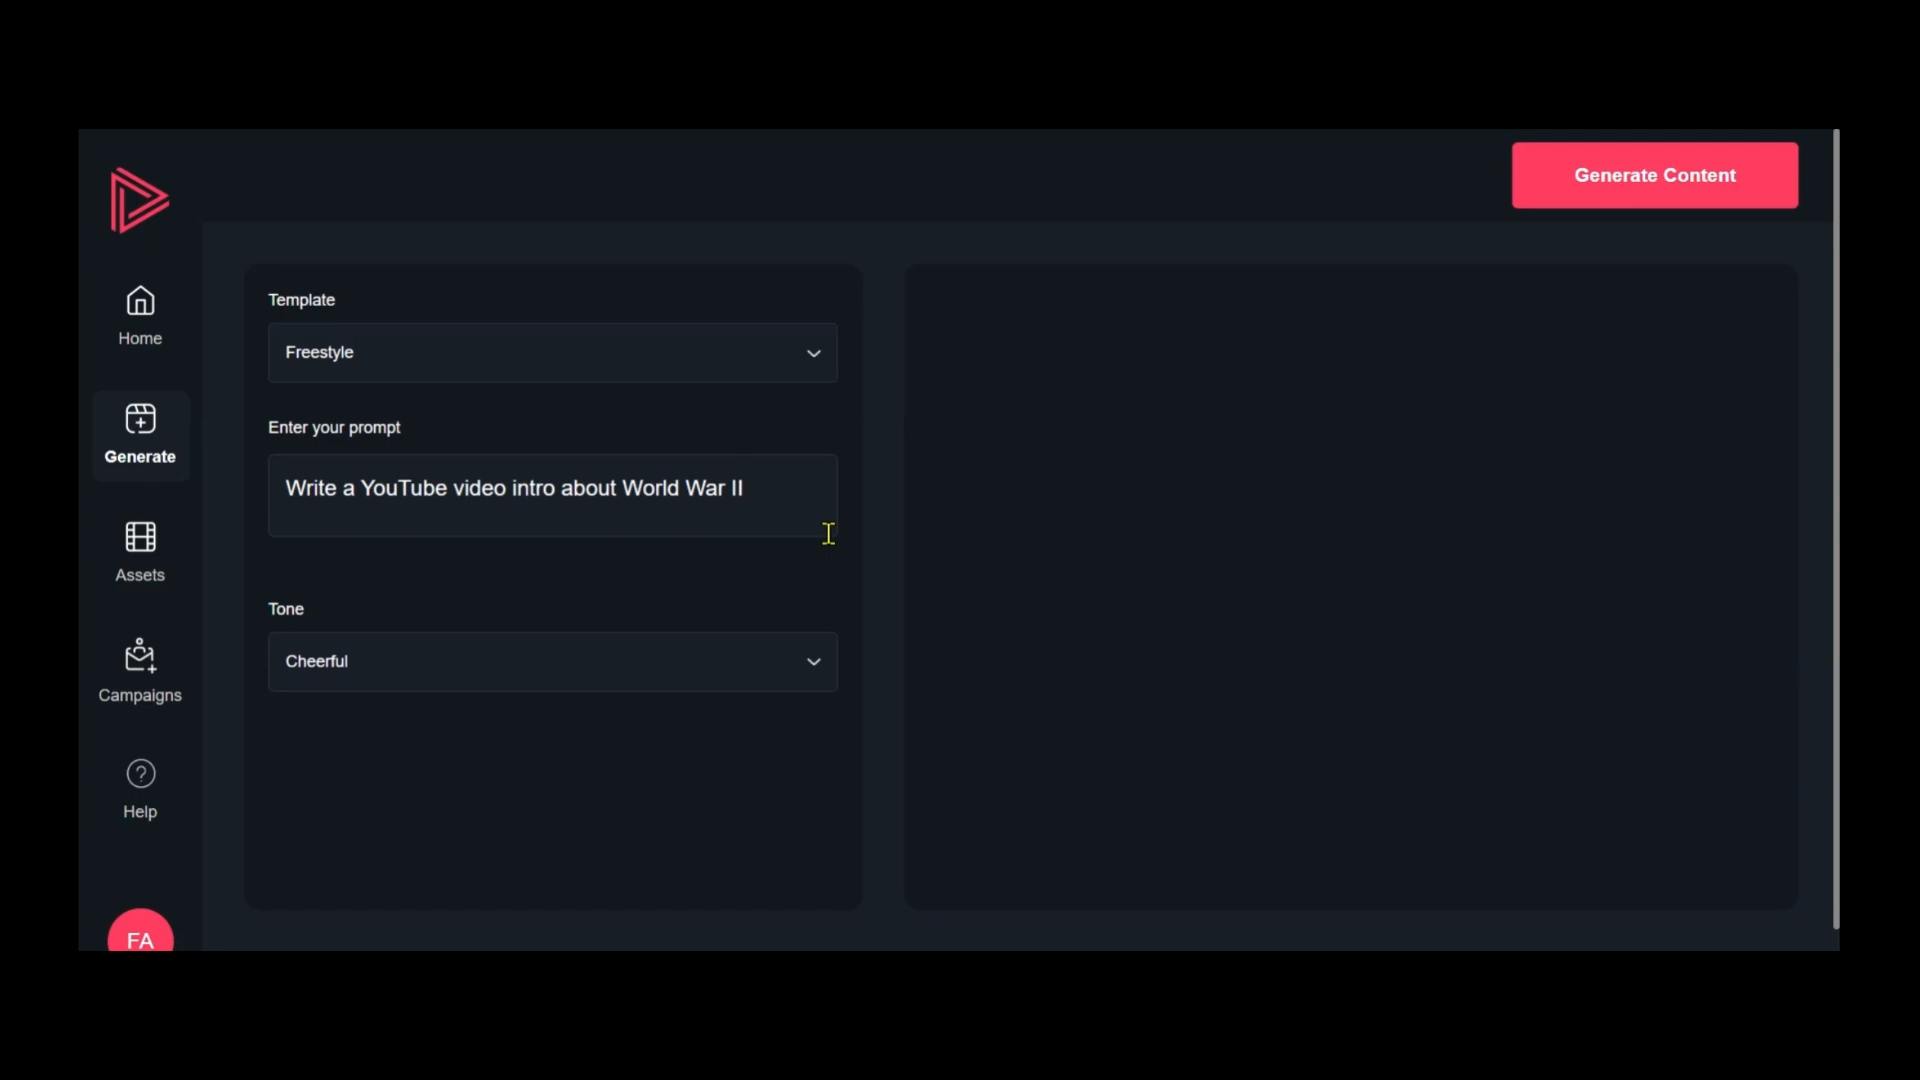 Generate Content
Home
Generate
Assets
Campaigns
Help
FA
Template
Freestyle
Enter your prompt
Write a YouTube video intro about World War II
Tone
Cheerful